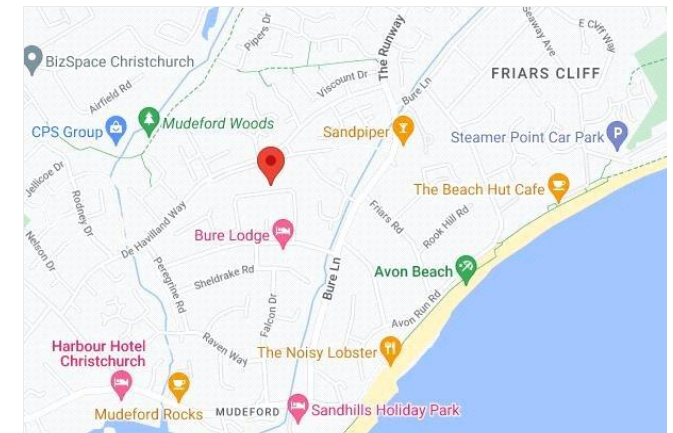 Pipers Dr
The Runway
Seaway Ave
E Cliff Way
BizSpace Christchurch
Viscount Dr
FRIARS CLIFF
Airfield Rd
Bure Ln
CPS Group
Mudeford Woods
Sandpiper
Steamer Point Car Park
Jellicoe Dr
Rodney Dr
The Beach Hut Cafe
De Havilland Way
Friars Rd
Rook Hill Rd
Nelson Dr
Bure Lodge
Peregrine Rd
Sheldrake Rd
Bure Ln
Avon Beach
Falcon Dr
Avon Run Rd
Raven Way
Harbour Hotel
Christchurch
The Noisy Lobster
Mudeford Rocks
MUDEFORD
Sandhills Holiday Park